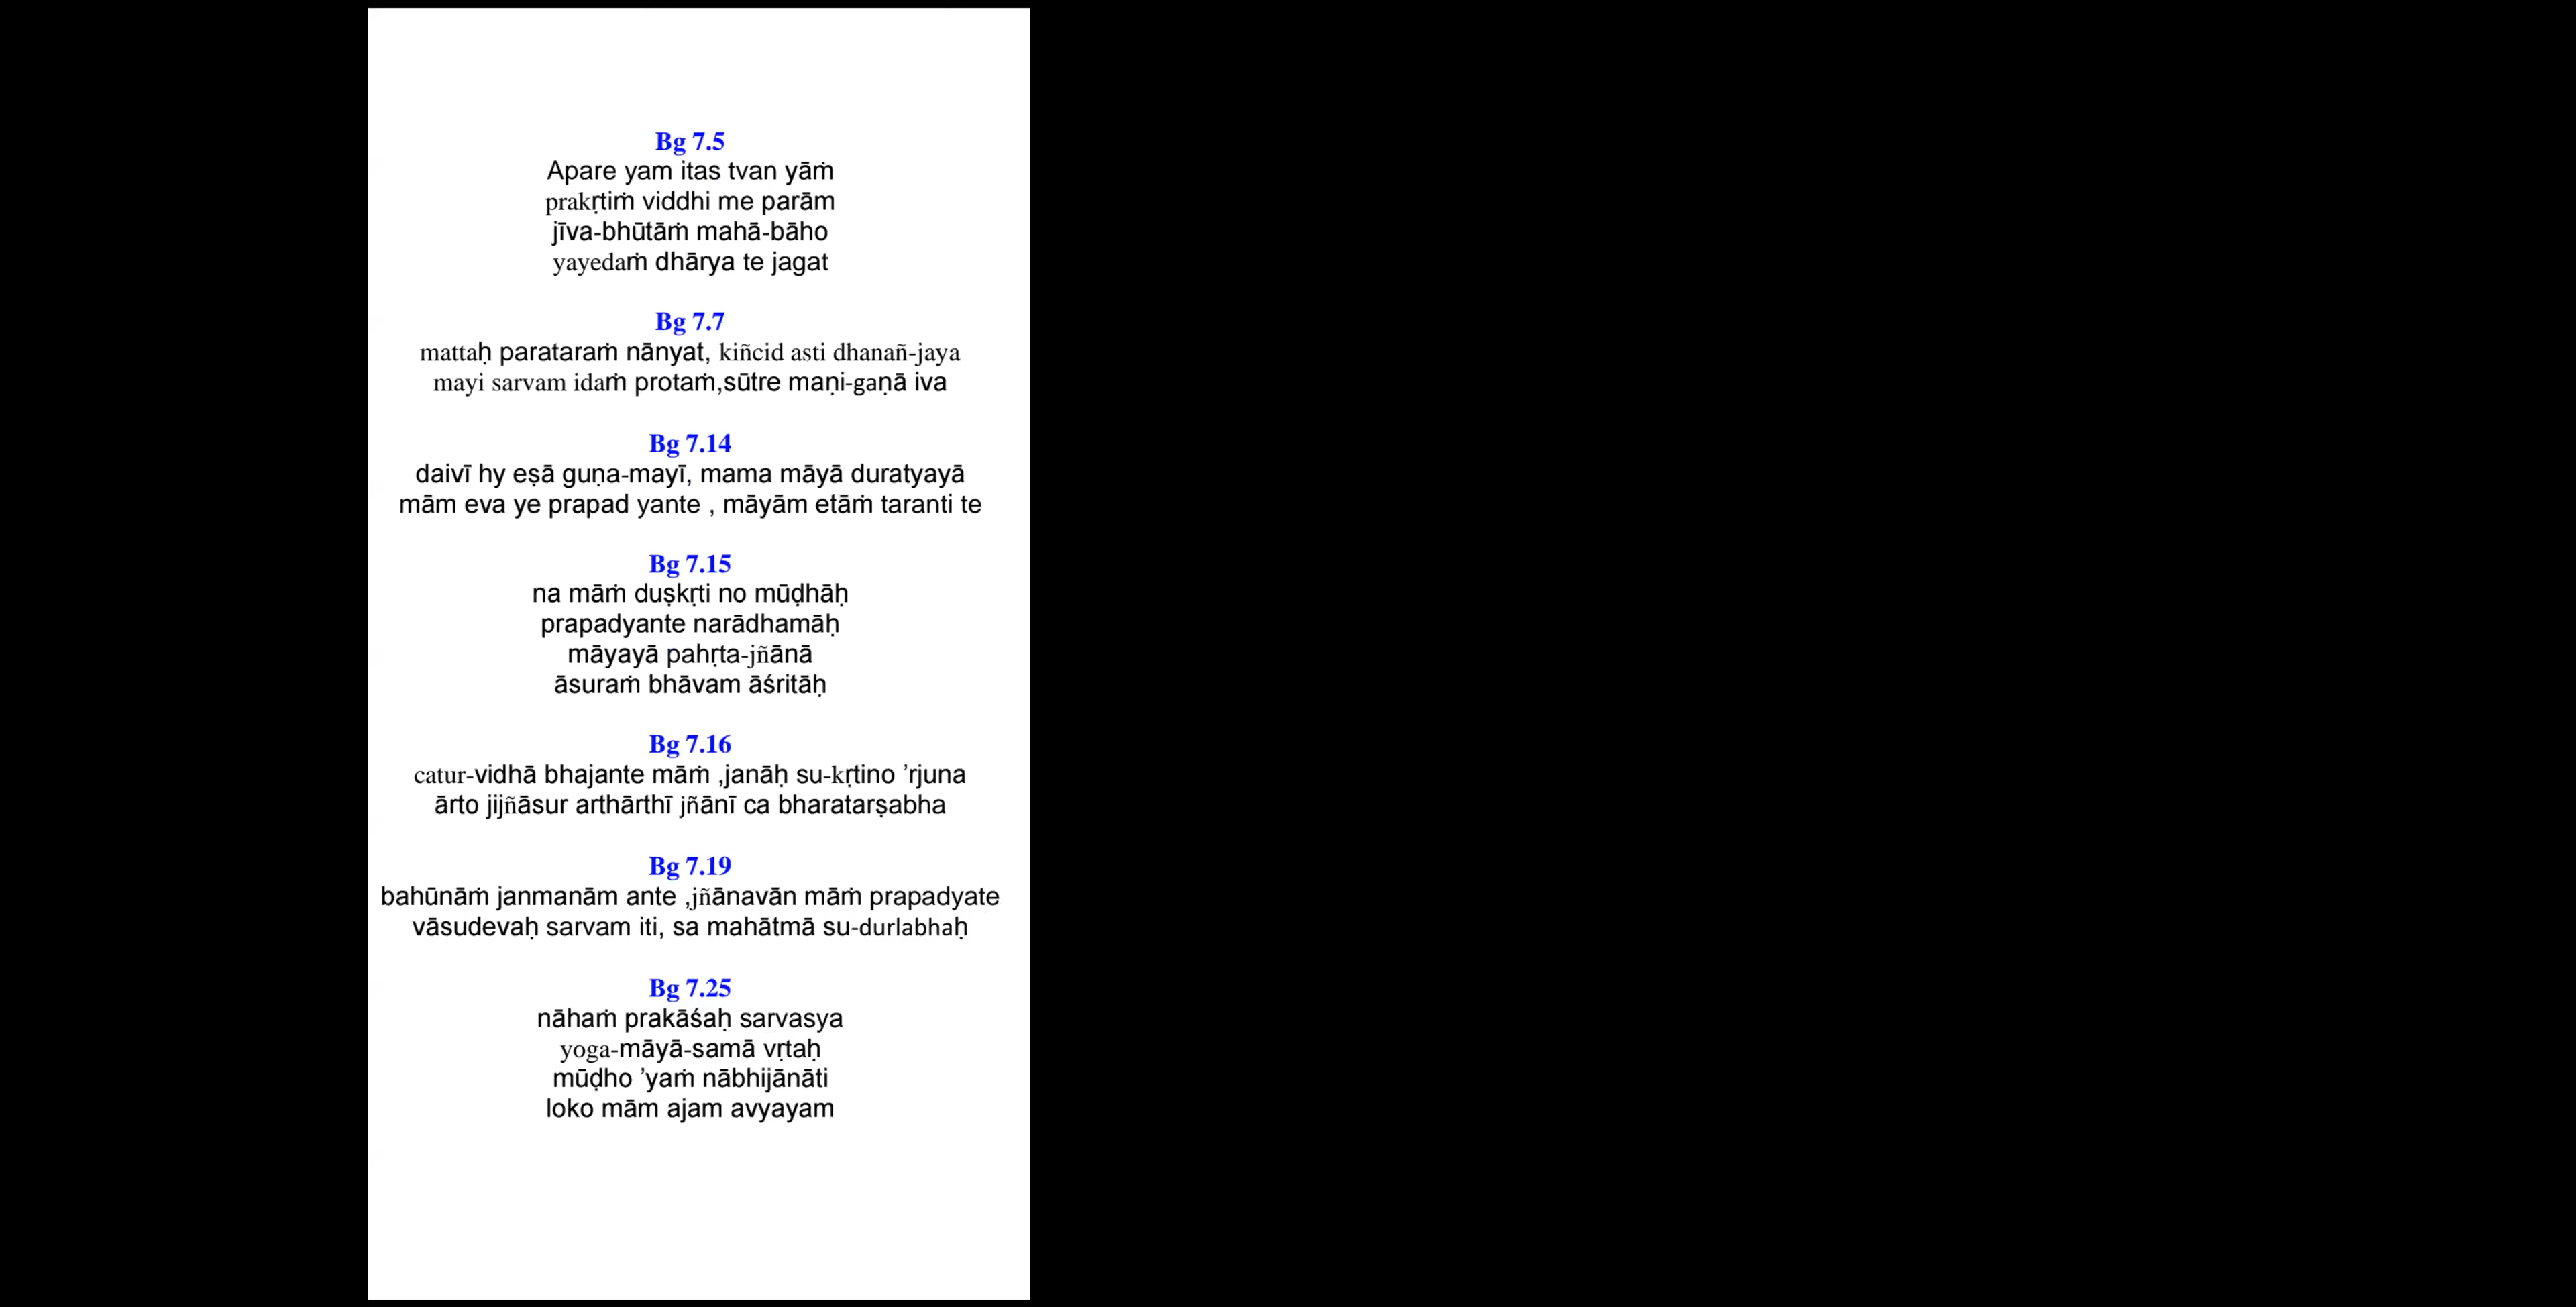 Bg 7.5
Apare yam itas tvan yāṁ
prakṛtiṁ viddhi me parām
jīva-bhūtāṁ mahā-bāho
yayedaṁ dhārya te jagat
Bg 7.7
mattaḥ parataraṁ nānyat, kiñcid asti dhanañ-jaya
mayi sarvam idaṁ protaṁ,sūtre maṇi-gaṇā iva
Bg 7.14
daivī hy eṣā guṇa-mayī, mama māyā duratyayā
mām eva ye prapad yante , māyām etāṁ taranti te
Bg 7.15
na māṁ duṣkṛti no mūḍhāḥ
prapadyante narādhamāḥ
māyayā pahṛta-jñānā
āsuraṁ bhāvam āśritāḥ
Bg 7.16
catur-vidhā bhajante māṁ ,janāḥ su-kṛtino ’rjuna
ārto jijñāsur arthārthī jñānī ca bharatarṣabha
Bg 7.19
bahūnāṁ janmanām ante ,jñānavān māṁ prapadyate
vāsudevaḥ sarvam iti, sa mahātmā su-durlabhaḥ
Bg 7.25
nāhaṁ prakāśaḥ sarvasya
yoga-māyā-samā vṛtaḥ
mūḍho ’yaṁ nābhijānāti
loko mām ajam avyayam